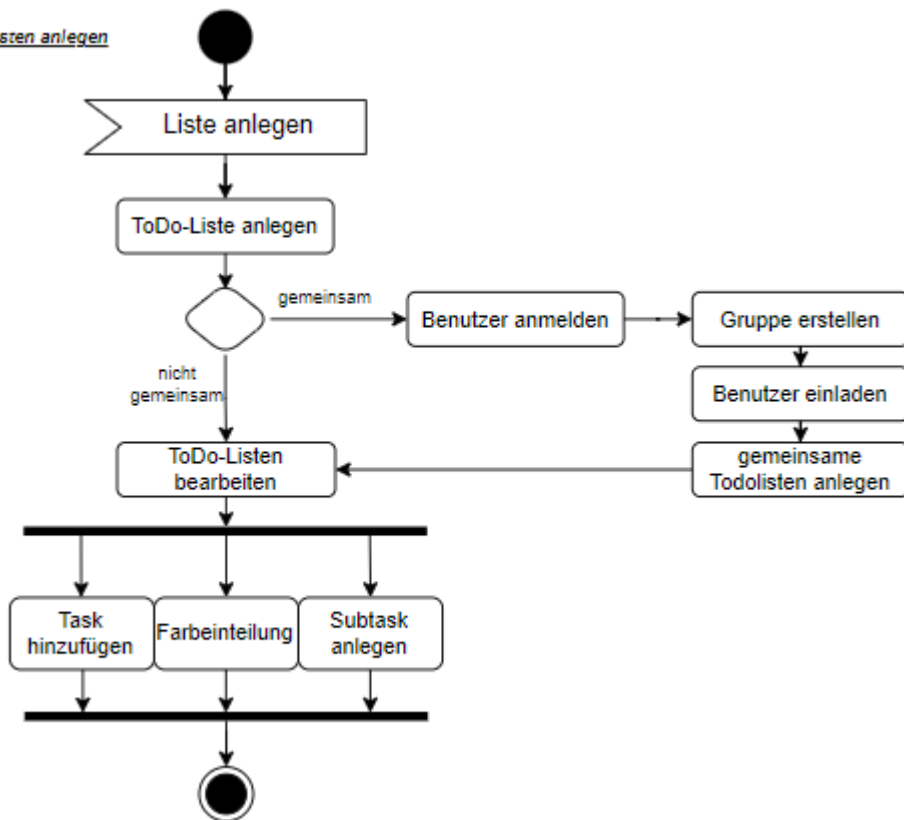 sten anlegen
Liste anlegen
ToDo-Liste anlegen
gemeinsam
Benutzer anmelden
Gruppe erstellen
nicht
gemeinsam
Benutzer einladen
ToDo-Listen
bearbeiten
gemeinsame
Todolisten anlegen
Task
hinzufügen
Farbeinteilung
Subtask
anlegen